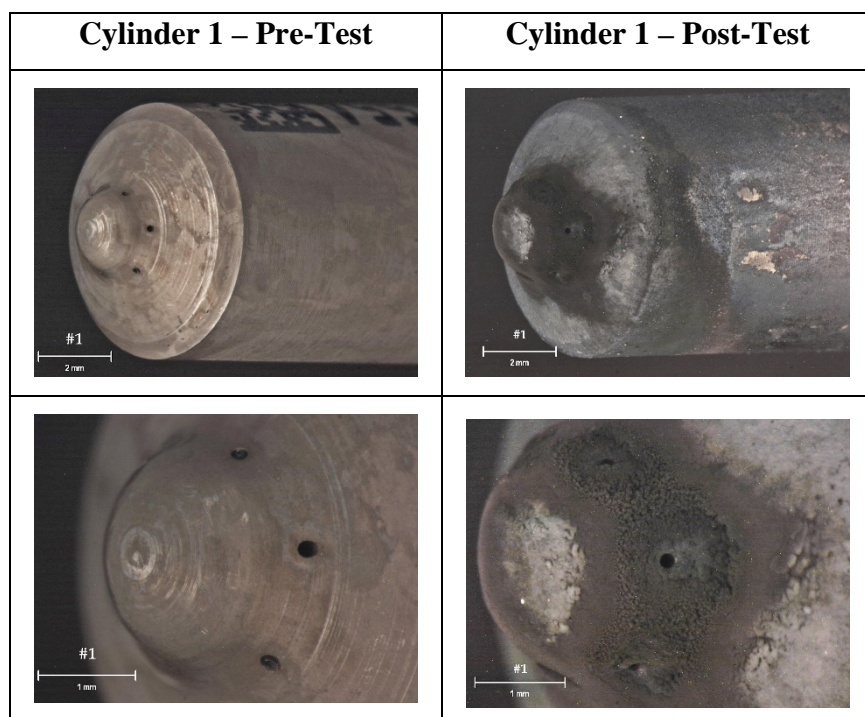 Cylinder 1 – Pre-Test
Cylinder 1 – Post-Test
#1
2 mm
#1
2 mm
#1
1 mm
#1
1 mm